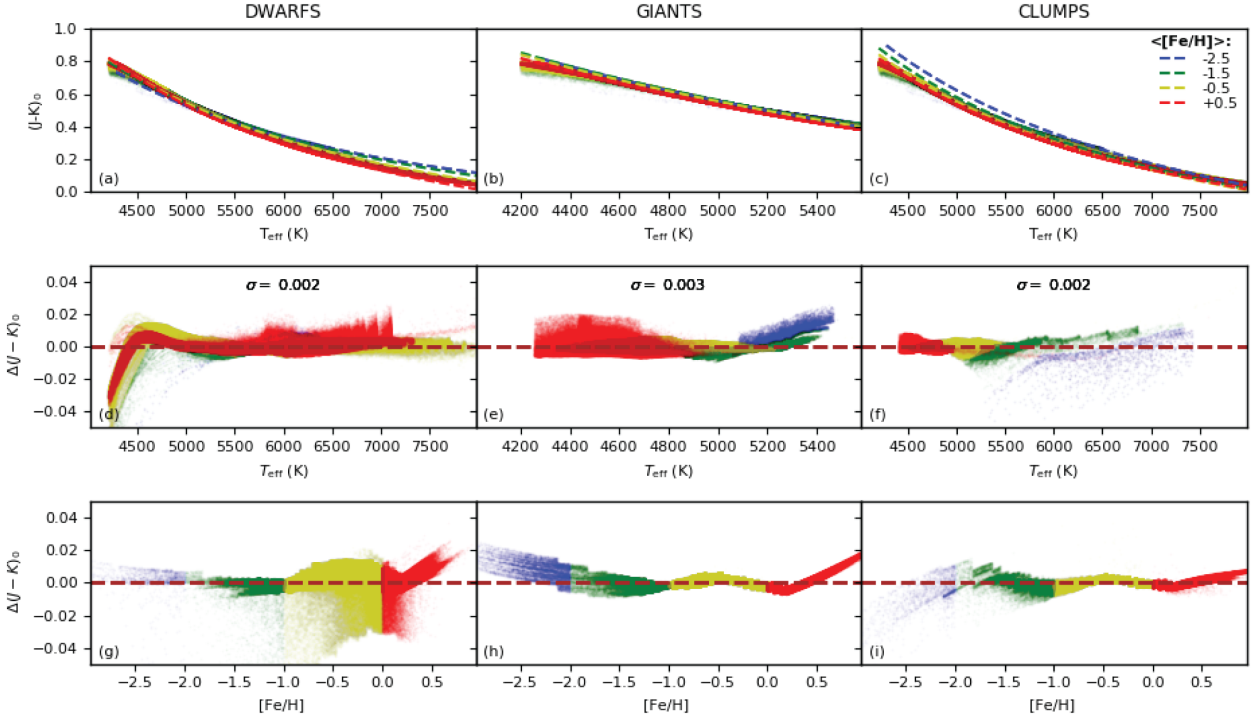 DWARFS GIANTS CLUMPS
1.0
0.8
0.6
0.4
0.2
0.0
(J-K)₀
(a) (b) (c)
<[Fe/H]>:
-2.5
-1.5
-0.5
+0.5
4500 5000 5500 6000 6500 7000 7500 4200 4400 4600 4800 5000 5200 5400 4500 5000 5500 6000 6500 7000 7500
T_eff (K) T_eff (K) T_eff (K)
0.04
0.02
0.00
−0.02
−0.04
Δ(J − K)₀
σ = 0.002 σ = 0.003 σ = 0.002
(d) (e) (f)
4500 5000 5500 6000 6500 7000 7500 4200 4400 4600 4800 5000 5200 5400 4500 5000 5500 6000 6500 7000 7500
T_eff (K) T_eff (K) T_eff (K)
0.04
0.02
0.00
−0.02
−0.04
Δ(J − K)₀
(g) (h) (i)
−2.5 −2.0 −1.5 −1.0 −0.5 0.0 0.5 −2.5 −2.0 −1.5 −1.0 −0.5 0.0 0.5 −2.5 −2.0 −1.5 −1.0 −0.5 0.0 0.5
[Fe/H] [Fe/H] [Fe/H]